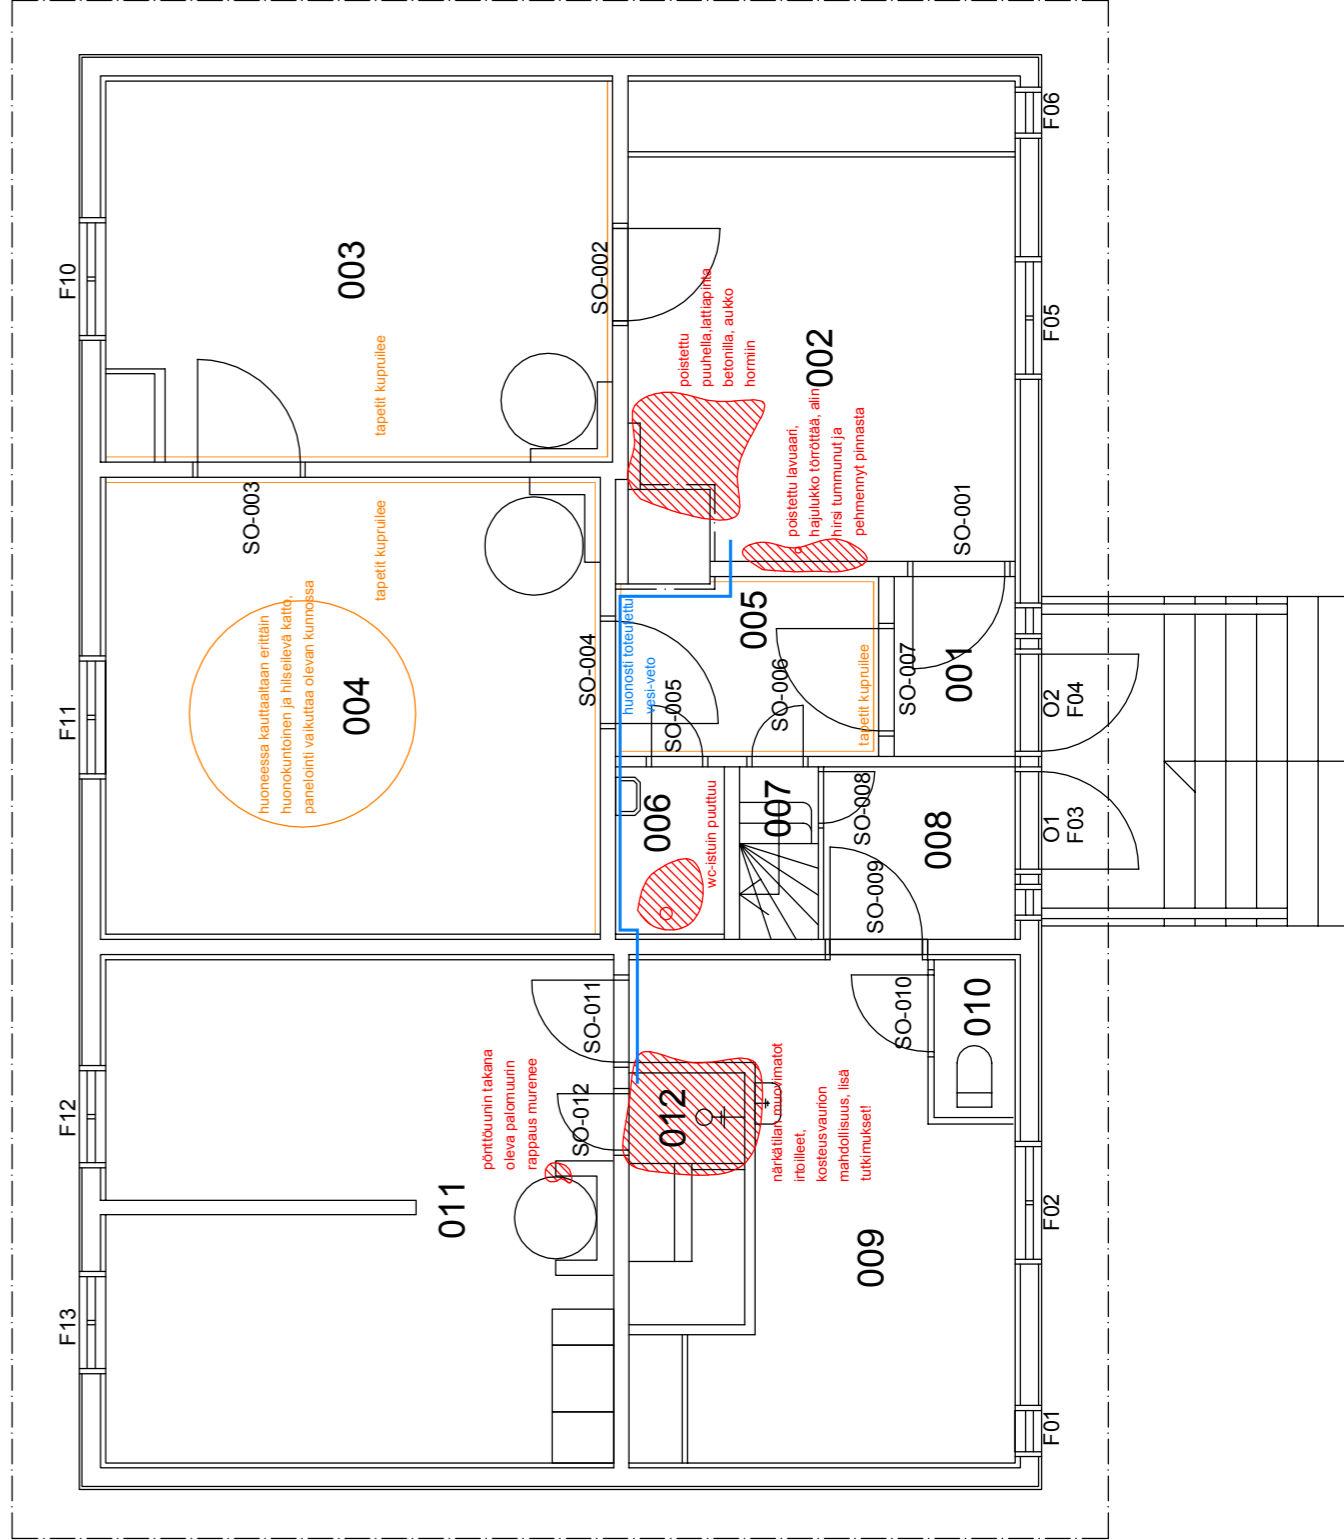 F10
F11
F12
F13
003
tapetit kupruilee
SO-003
SO-002
004
huoneessa kauttaaltaan erittäin
huonokuntoinen ja hilseilevä katto,
panelointi vaikuttaa olevan kunnossa
tapetit kupruilee
SO-004
011
pönttöuunin takana
oleva palomuurin
rappaus murenee
SO-011
SO-012
002
poistettu
puuhella,lattiapinta
betonilla, aukko
hormiin
poistettu lavuaari,
hajulukko törröttää, alin
hirsi tummunut ja
pehmennyt pinnasta
SO-001
005
huonosti toteutettu
vesi-veto
SO-005
SO-006
tapetit kupruilee
SO-007
001
006
wc-istuin puuttuu
007
SO-008
008
SO-009
SO-010
010
012
märkätilan muovimatot
irtoilleet,
kosteusvaurion
mahdollisuus, lisä
tutkimukset!
009
F06
F05
O2
F04
O1
F03
F02
F01